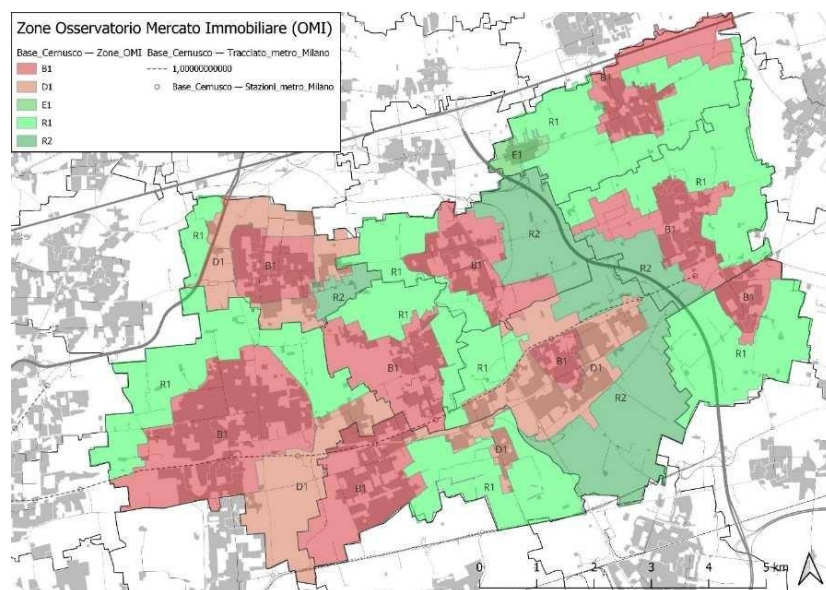 Zone Osservatorio Mercato Immobiliare (OMI)
Base_Cernusco — Zone_OMI Base_Cernusco — Tracciato_metro_Milano
B1 1,00000000000
D1 Base_Cernusco — Stazioni_metro_Milano
E1
R1
R2
B1
R1
E1
R1
R1
B1
R2
D1
B1
R1
B1
R2
B1
R2
R1
R1
R1
B1
R1
B1
D1
R2
B1
D1
R1
D1
B1
R1
0 1 2 3 4 5 km